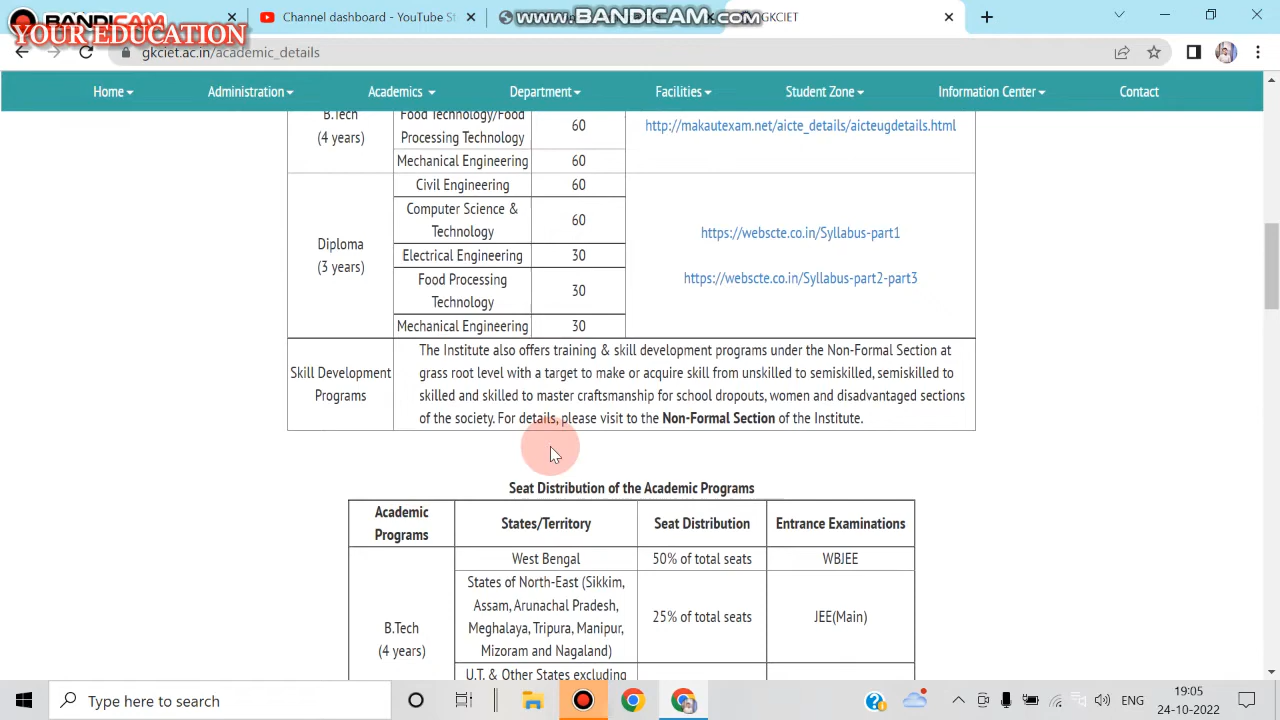 YOUR EDUCATION
BANDICAM
Channel dashboard - YouTube S
www.BANDICAM.com
GKCIET
gkciet.ac.in/academic_details
Home
Administration
Academics
Department
Facilities
Student Zone
Information Center
Contact
B.Tech
(4 years)
Food Technology/Food
Processing Technology
60
http://makautexam.net/aicte_details/aicteugdetails.html
Mechanical Engineering
60
Diploma
(3 years)
Civil Engineering
60
Computer Science &
Technology
60
Electrical Engineering
30
Food Processing
Technology
30
Mechanical Engineering
30
https://webscte.co.in/Syllabus-part1
https://webscte.co.in/Syllabus-part2-part3
Skill Development
Programs
The Institute also offers training & skill development programs under the Non-Formal Section at
grass root level with a target to make or acquire skill from unskilled to semiskilled, semiskilled to
skilled and skilled to master craftsmanship for school dropouts, women and disadvantaged sections
of the society. For details, please visit to the Non-Formal Section of the Institute.
Seat Distribution of the Academic Programs
Academic
Programs
States/Territory
Seat Distribution
Entrance Examinations
B.Tech
(4 years)
West Bengal
50% of total seats
WBJEE
States of North-East (Sikkim,
Assam, Arunachal Pradesh,
Meghalaya, Tripura, Manipur,
Mizoram and Nagaland)
25% of total seats
JEE(Main)
U.T. & Other States excluding
Type here to search
ENG
19:05
24-10-2022